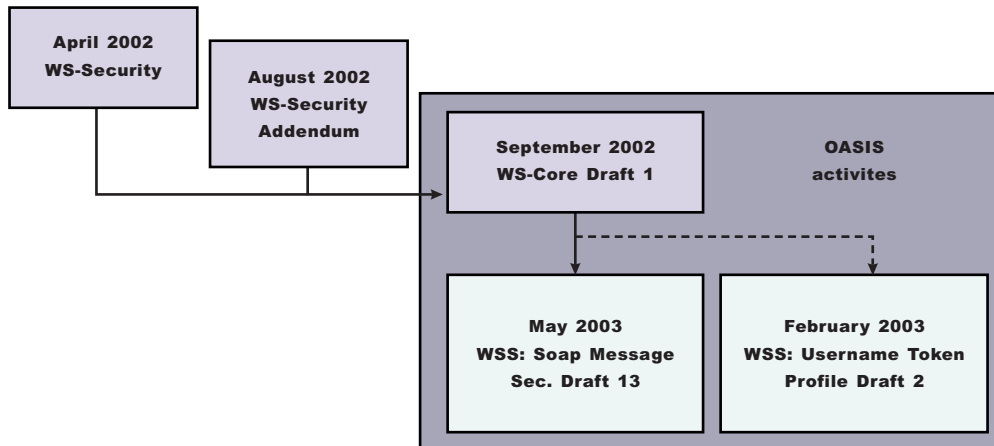 April 2002
WS-Security
August 2002
WS-Security
Addendum
September 2002
WS-Core Draft 1
OASIS
activites
May 2003
WSS: Soap Message
Sec. Draft 13
February 2003
WSS: Username Token
Profile Draft 2